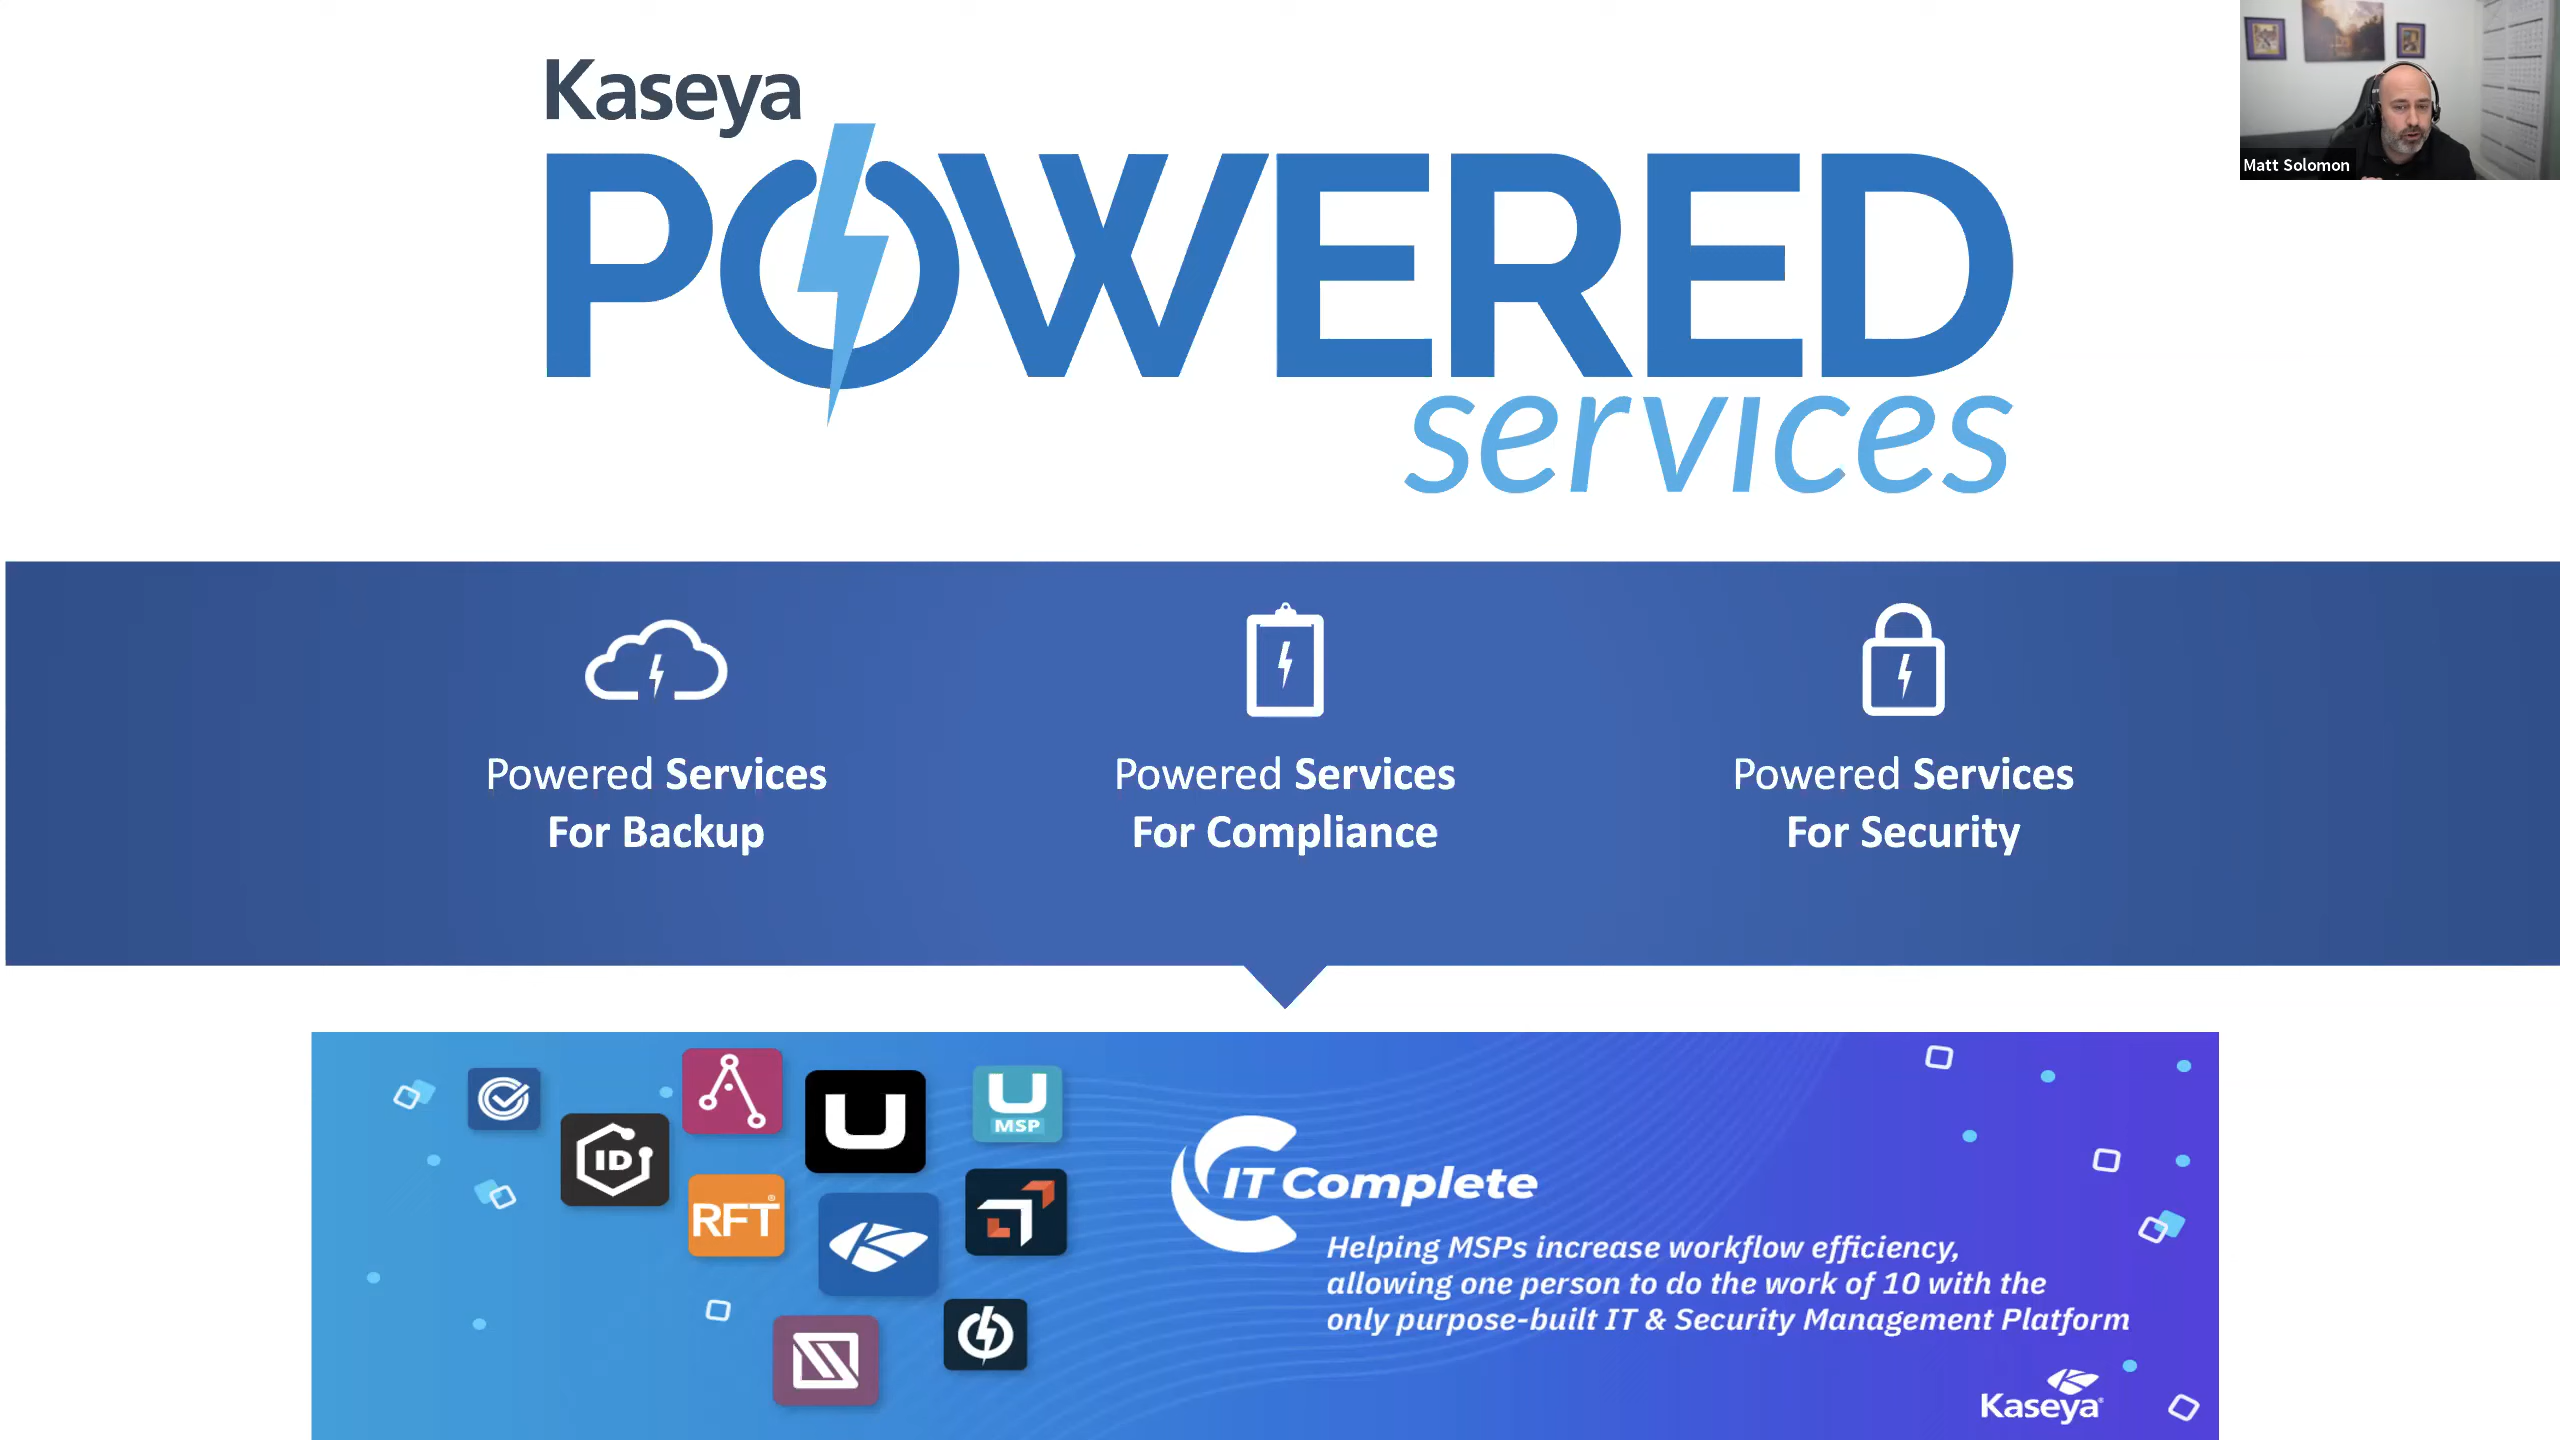 Kaseya
POWERED
services
Matt Solomon
Powered Services
For Backup
Powered Services
For Compliance
Powered Services
For Security
ID
RFT®
U
U
MSP
IT Complete
Helping MSPs increase workflow efficiency,
allowing one person to do the work of 10 with the
only purpose-built IT & Security Management Platform
Kaseya®